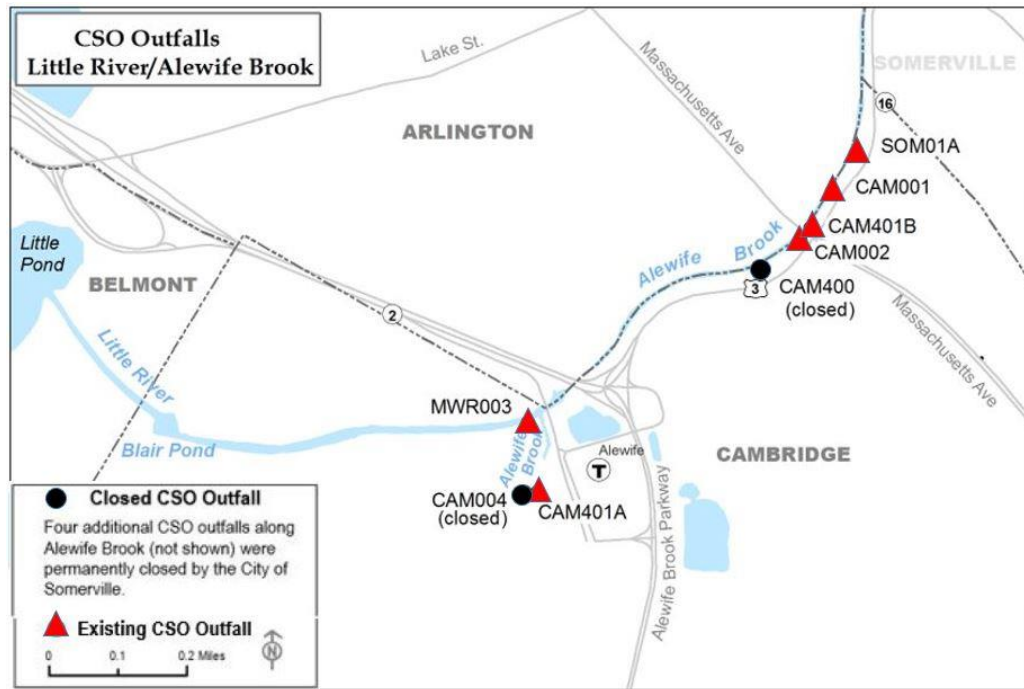 CSO Outfalls
Little River/Alewife Brook
Lake St.
Massachusetts Ave
SOMERVILLE
16
ARLINGTON
SOM01A
CAM001
CAM401B
CAM002
Alewife Brook
CAM400
(closed)
3
Little
Pond
BELMONT
2
Massachusetts Ave
Little River
MWR003
Blair Pond
Alewife
Brook
Alewife
T
CAMBRIDGE
CAM004
(closed)
CAM401A
Alewife Brook Parkway
Closed CSO Outfall
Four additional CSO outfalls along
Alewife Brook (not shown) were
permanently closed by the City of
Somerville.
Existing CSO Outfall
N
0 0.1 0.2 Miles